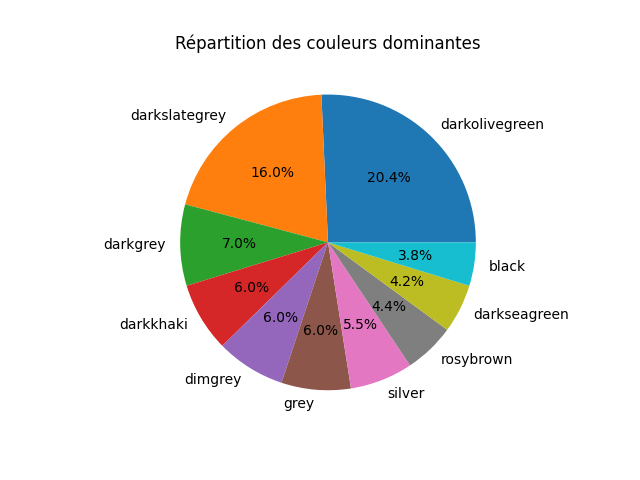 Répartition des couleurs dominantes
darkolivegreen
20.4%
darkslategrey
16.0%
darkgrey
7.0%
darkkhaki
6.0%
dimgrey
6.0%
grey
6.0%
silver
5.5%
rosybrown
4.4%
darkseagreen
4.2%
black
3.8%